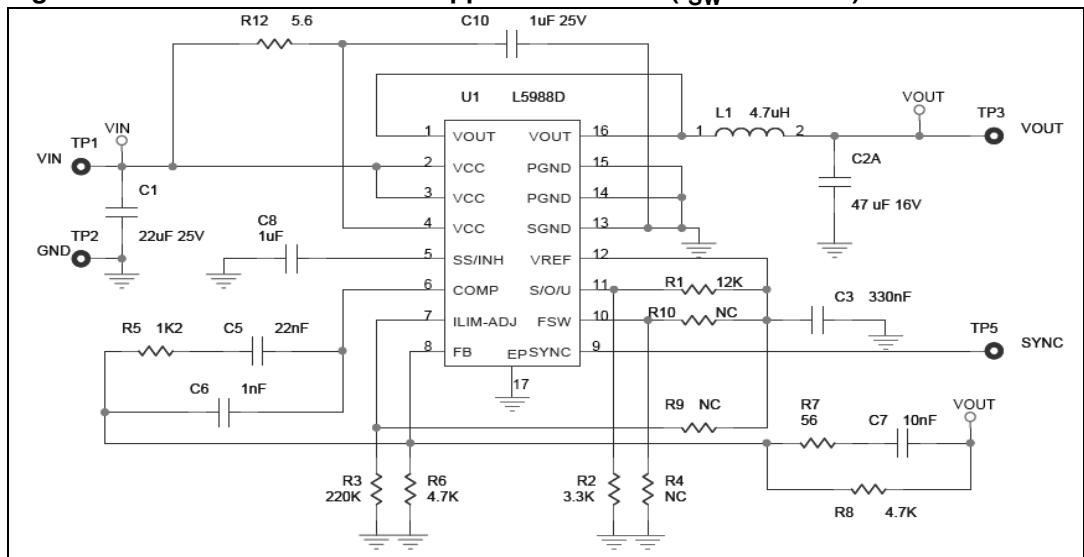 R12 5.6
C10 1uF 25V
U1 L5988D
VIN
TP1
VIN
C1
22uF 25V
TP2
GND
C8
1uF
1 VOUT
2 VCC
3 VCC
4 VCC
5 SS/INH
6 COMP
7 ILIM-ADJ
8 FB
VOUT 16
PGND 15
PGND 14
SGND 13
VREF 12
S/O/U 11
FSW 10
SYNC 9
EP
17
L1 4.7uH
1 2
VOUT
TP3
VOUT
C2A
47 uF 16V
R1 12K
R10 NC
C3 330nF
TP5
SYNC
R5 1K2
C5 22nF
C6 1nF
R9 NC
R7
56
C7 10nF
VOUT
R3
220K
R6
4.7K
R2
3.3K
R4
NC
R8 4.7K